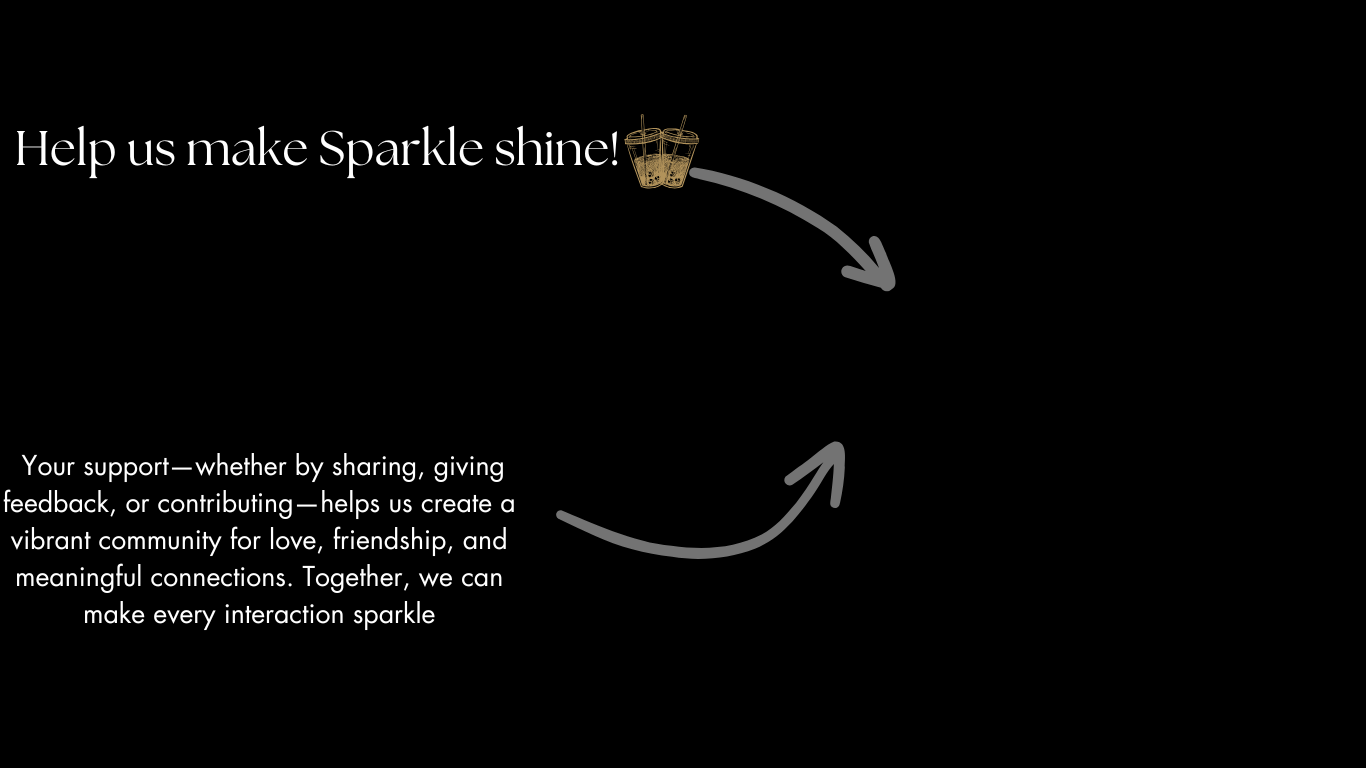 Help us make Sparkle shine!
Your support—whether by sharing, giving
feedback, or contributing—helps us create a
vibrant community for love, friendship, and
meaningful connections. Together, we can
make every interaction sparkle